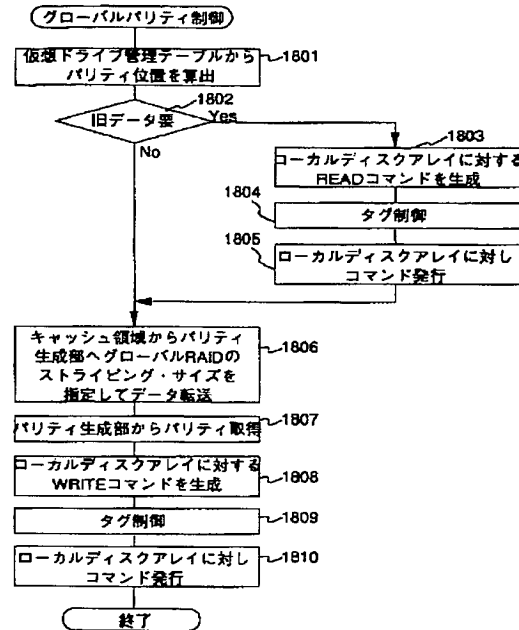 グローバルパリティ制御
仮想ドライブ管理テーブルから
パリティ位置を算出
1801
旧データ要
1802
Yes
No
1803
ローカルディスクアレイに対する
READコマンドを生成
1804
タグ制御
1805
ローカルディスクアレイに対し
コマンド発行
キャッシュ領域からパリティ
生成部へグローバルRAIDの
ストライピング・サイズを
指定してデータ転送
1806
パリティ生成部からパリティ取得
1807
ローカルディスクアレイに対する
WRITEコマンドを生成
1808
タグ制御
1809
ローカルディスクアレイに対し
コマンド発行
1810
終了